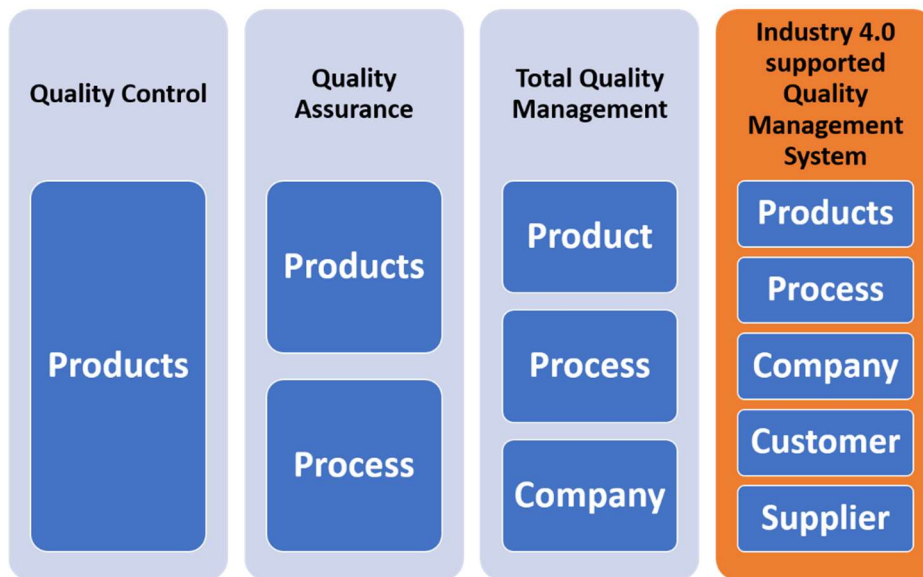 Quality Control
Products
Quality
Assurance
Products
Process
Total Quality
Management
Product
Process
Company
Industry 4.0
supported
Quality
Management
System
Products
Process
Company
Customer
Supplier